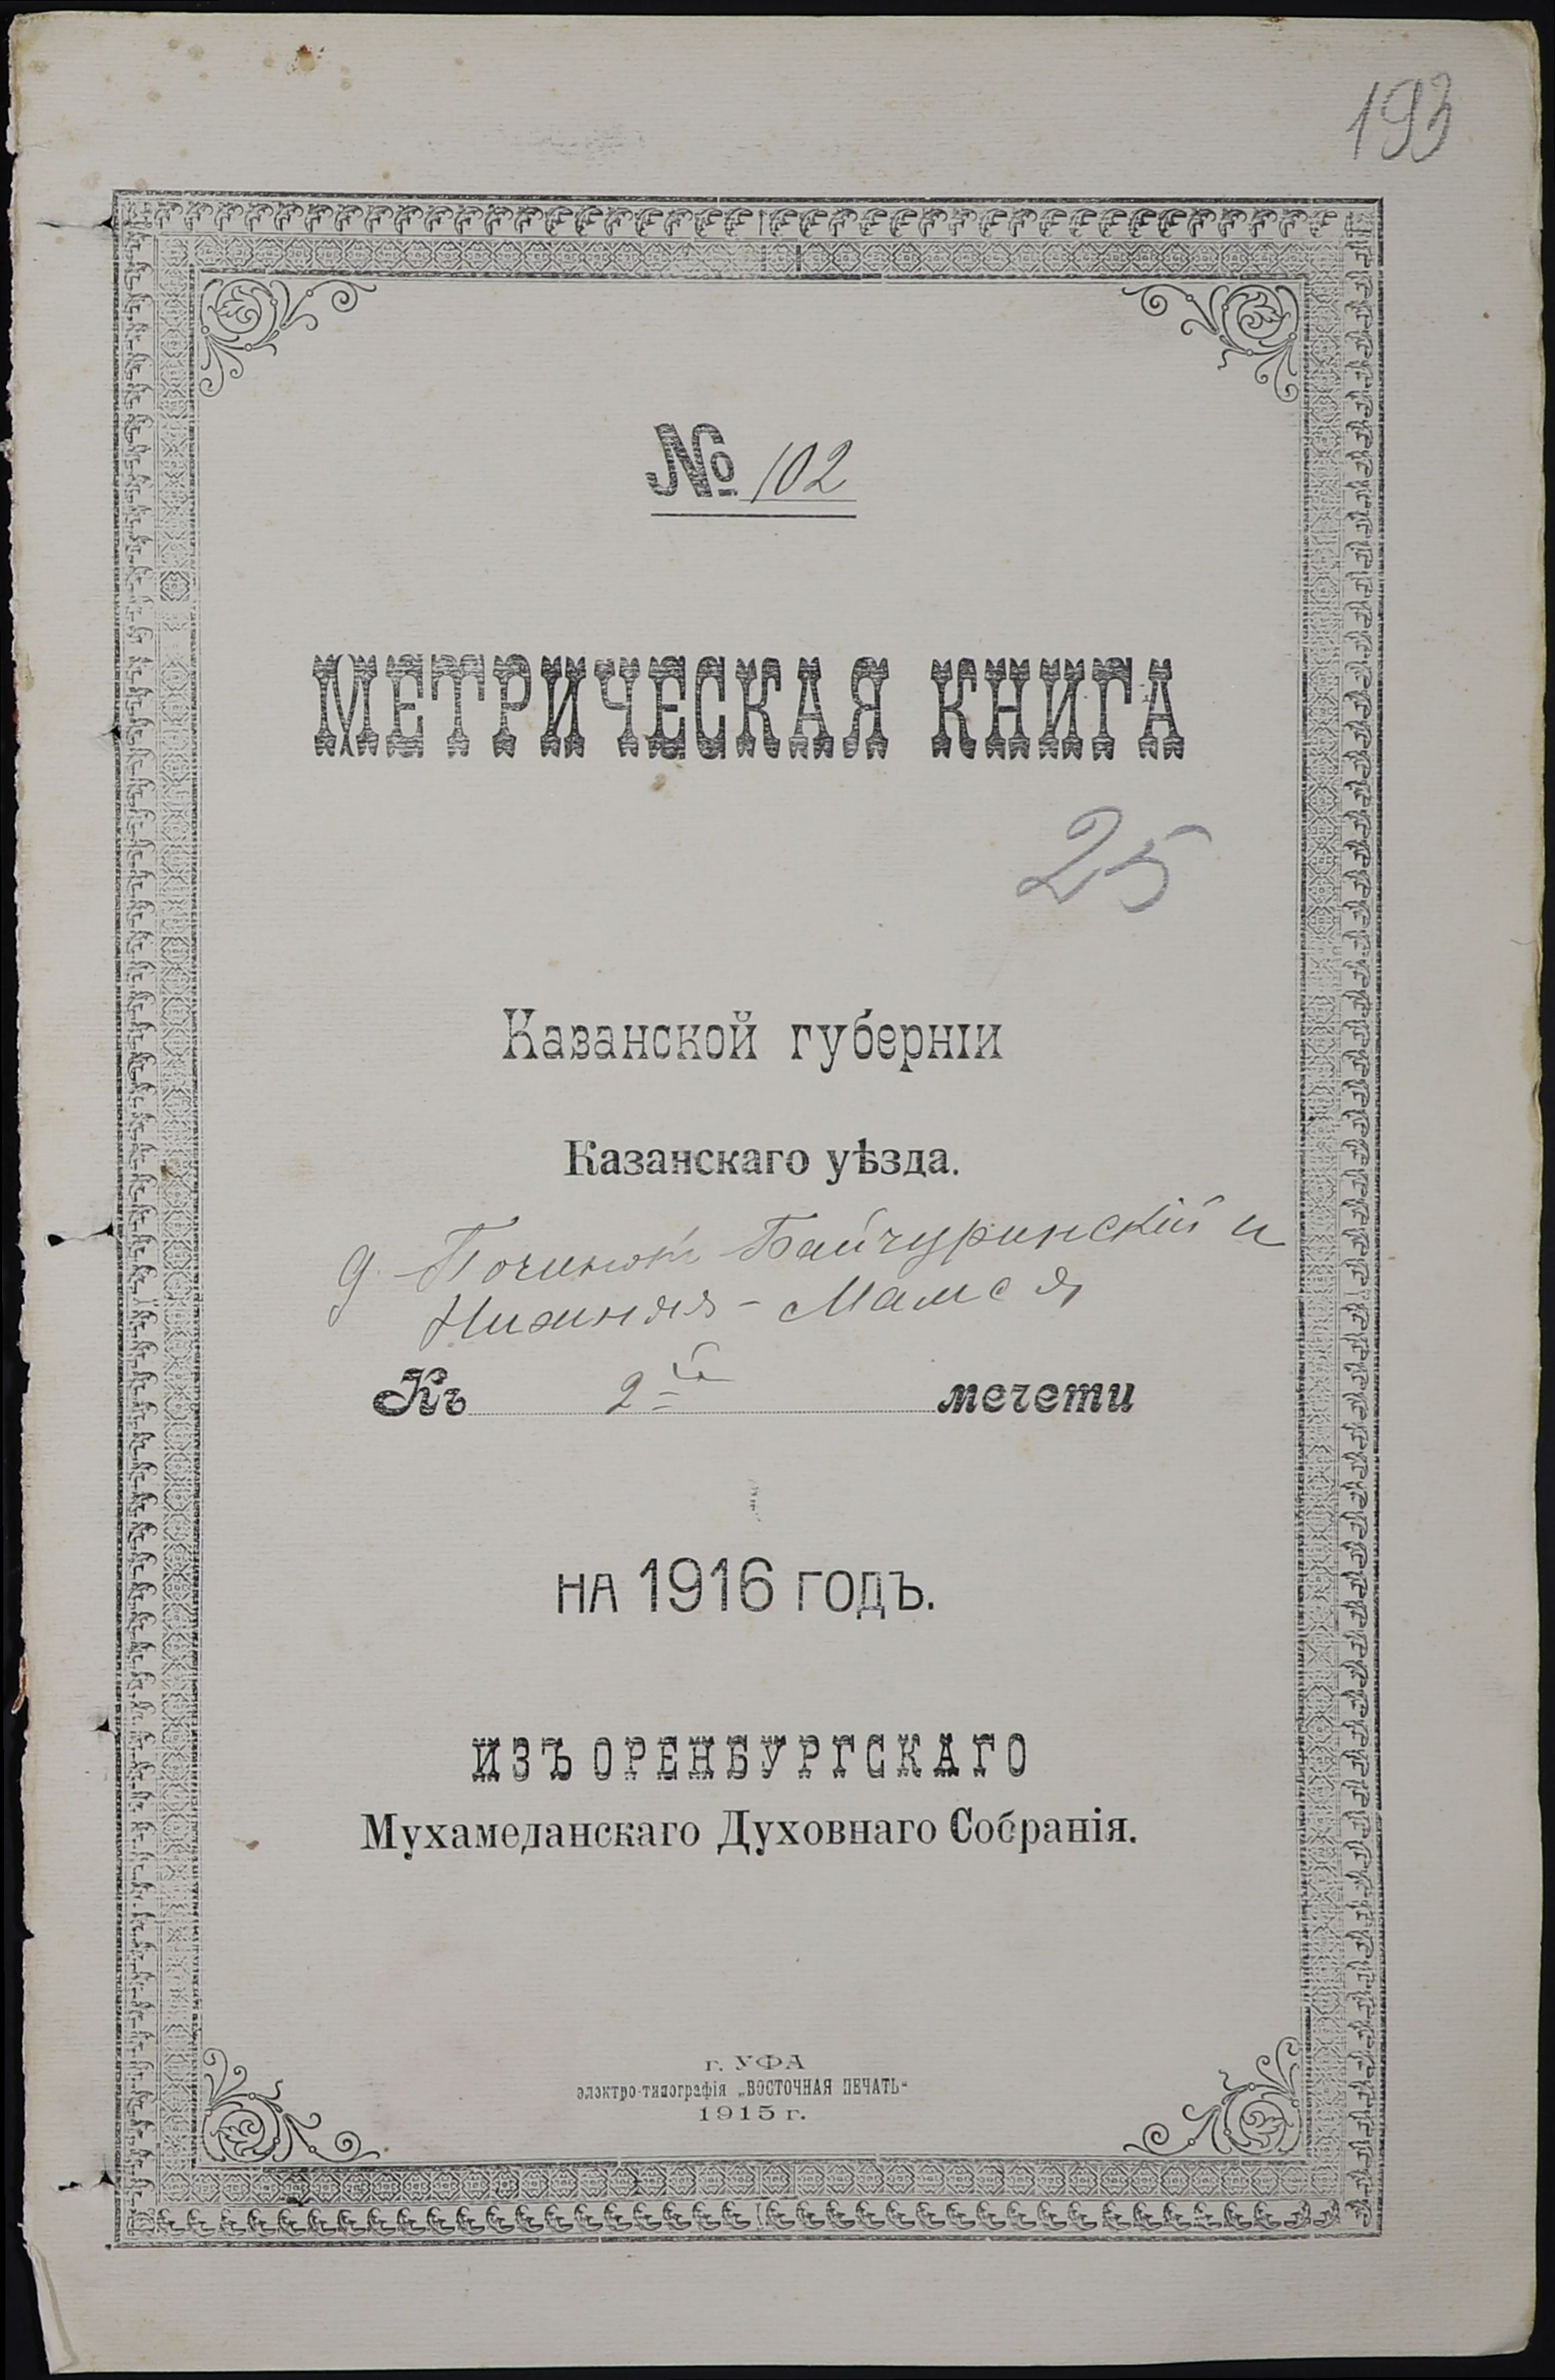 193
№ 102
МЕТРИЧЕСКАЯ КНИГА
25
Казанской губерніи
Казанскаго уѣзда.
д. Починокъ Байчуринскій и
Нижняя-Мамся
Къ 2-й мечети
НА 1916 ГОДЪ.
ИЗЪ ОРЕНБУРГСКАГО
Мухамеданскаго Духовнаго Собранія.
г. УФА
электро-типографія „ВОСТОЧНАЯ ПЕЧАТЬ“
1915 г.